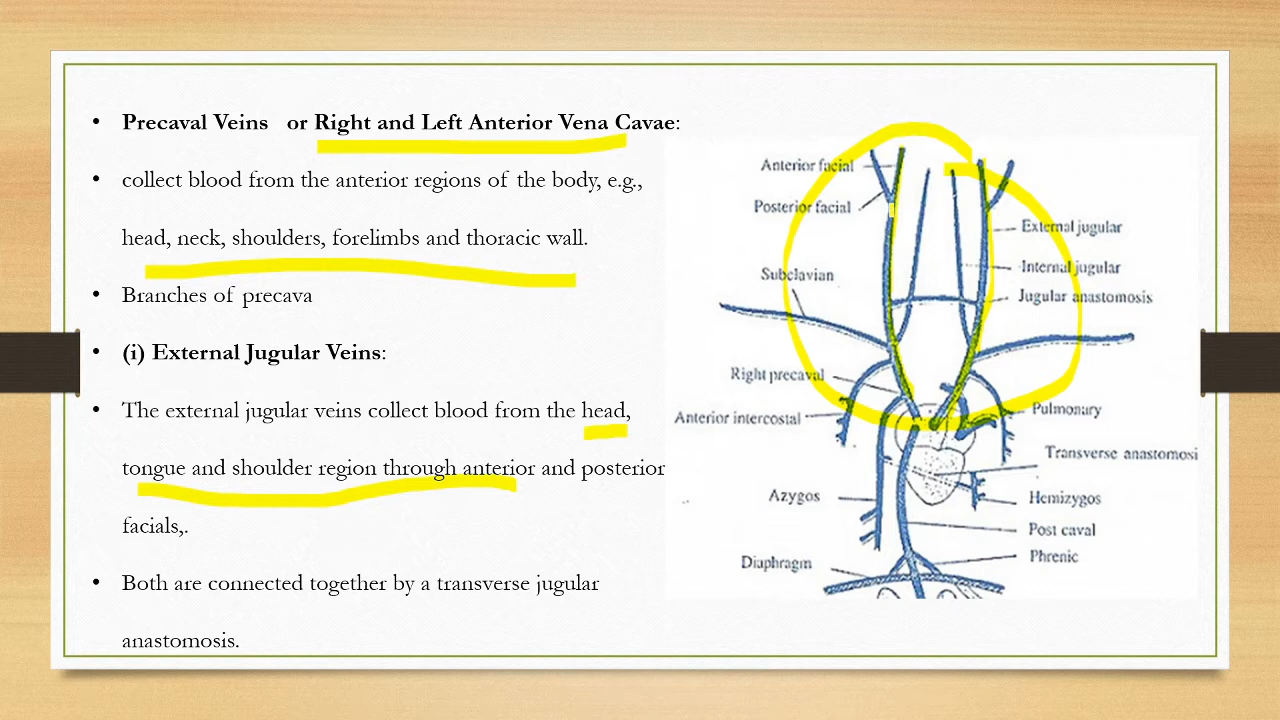 • Precaval Veins or Right and Left Anterior Vena Cavae:
• collect blood from the anterior regions of the body, e.g.,
head, neck, shoulders, forelimbs and thoracic wall.
• Branches of precava
• (i) External Jugular Veins:
• The external jugular veins collect blood from the head,
tongue and shoulder region through anterior and posterior
facials,.
• Both are connected together by a transverse jugular
anastomosis.
Anterior facial
Posterior facial
External jugular
Internal jugular
Subclavian
Jugular anastomosis
Right precaval
Anterior intercostal
Pulmonary
Transverse anastomosi
Azygos
Hemizygos
Post caval
Phrenic
Diaphragm